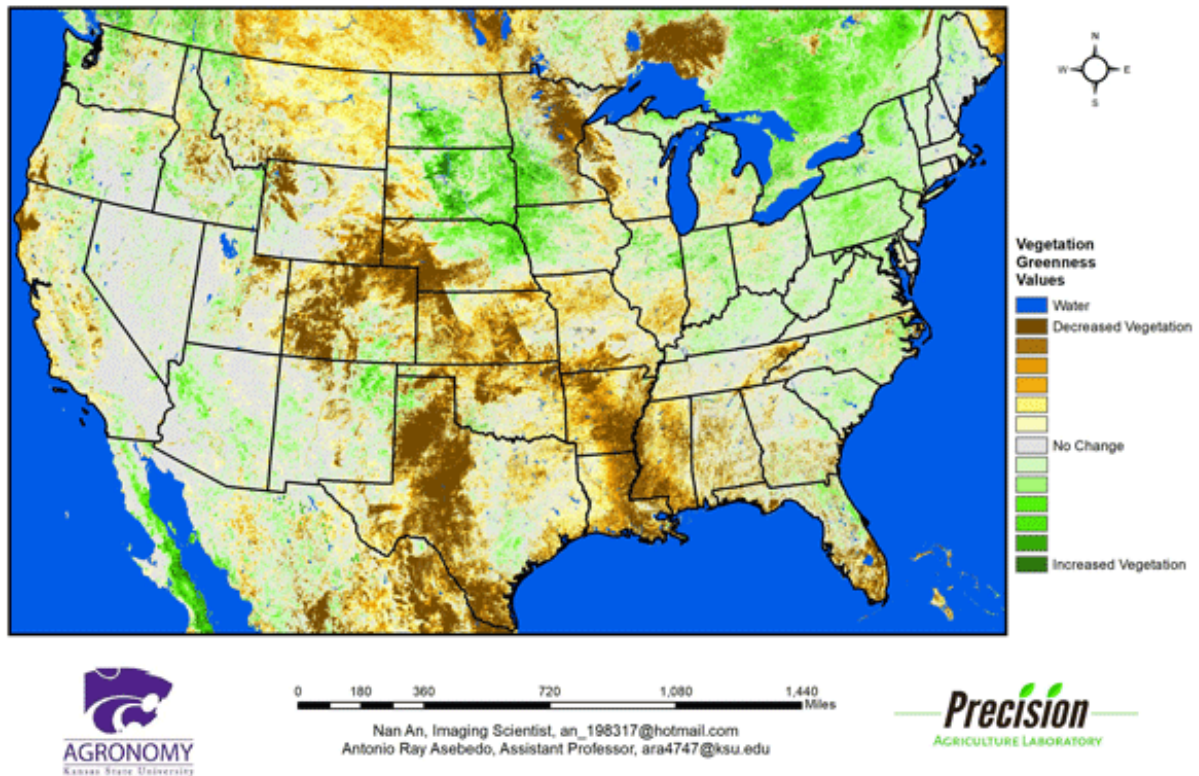 N
W E
S
Vegetation
Greenness
Values
Water
Decreased Vegetation
No Change
Increased Vegetation
0 180 360 720 1,080 1,440
Miles
Nan An, Imaging Scientist, an_198317@hotmail.com
Antonio Ray Asebedo, Assistant Professor, ara4747@ksu.edu
AGRONOMY
Kansas State University
Precision
AGRICULTURE LABORATORY